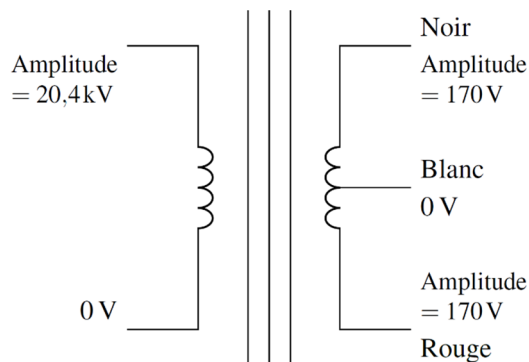 Amplitude
= 20,4 kV
0 V
Noir
Amplitude
= 170 V
Blanc
0 V
Amplitude
= 170 V
Rouge